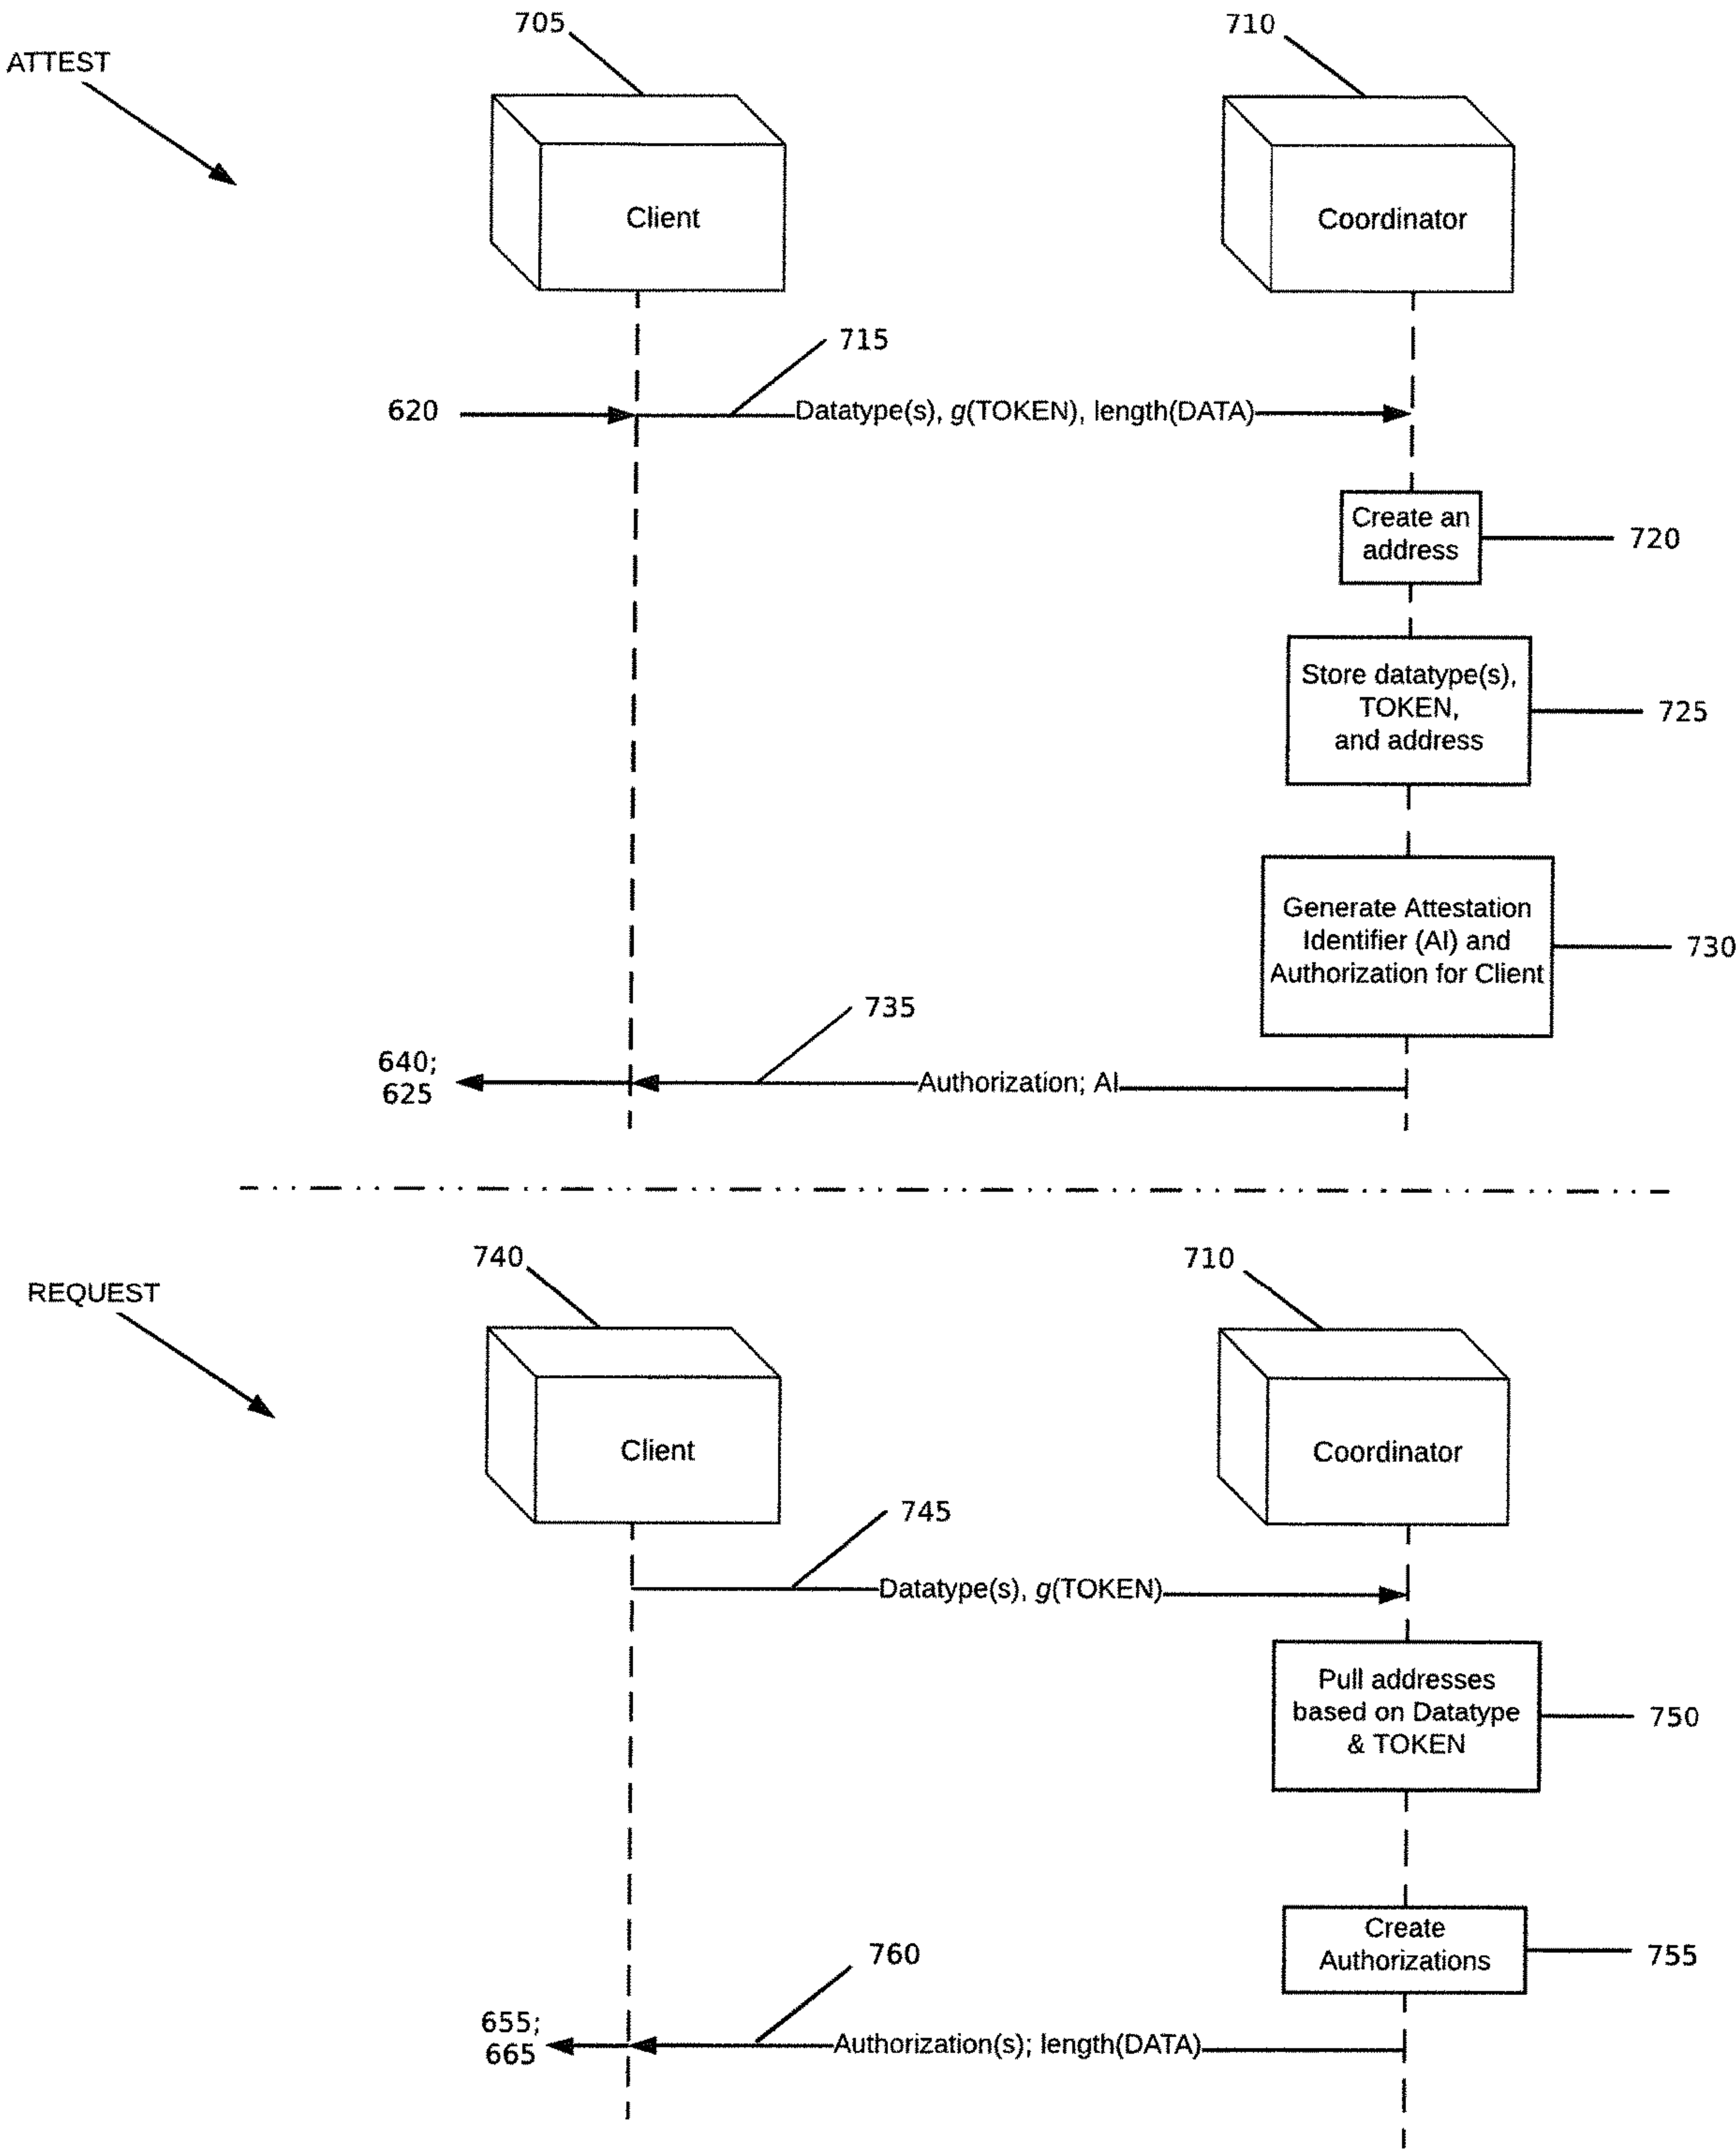 705
710
ATTEST
Client
Coordinator
715
620
Datatype(s), g(TOKEN), length(DATA)
Create an
address
720
Store datatype(s),
TOKEN,
and address
725
Generate Attestation
Identifier (AI) and
Authorization for Client
730
735
640;
625
Authorization; AI
740
710
REQUEST
Client
Coordinator
745
Datatype(s), g(TOKEN)
Pull addresses
based on Datatype
& TOKEN
750
Create
Authorizations
755
760
655;
665
Authorization(s); length(DATA)